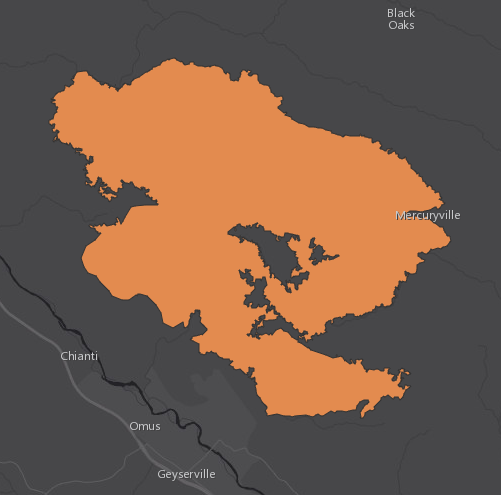 Black
Oaks
Mercuryville
Chianti
Omus
Geyserville